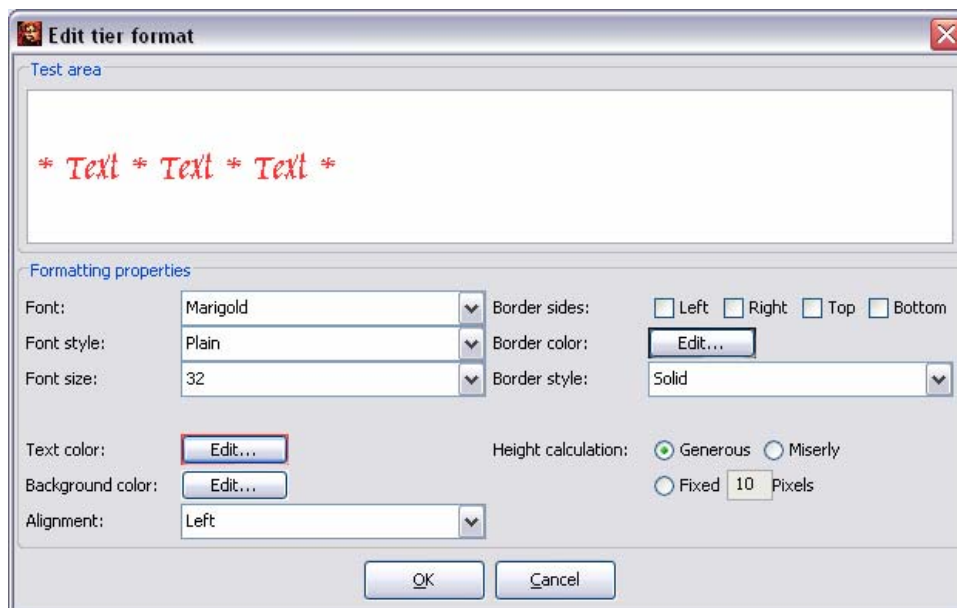 Edit tier format
Test area
* Text * Text * Text *
Formatting properties
Font: Marigold Border sides: Left Right Top Bottom
Font style: Plain Border color: Edit...
Font size: 32 Border style: Solid
Text color: Edit... Height calculation: Generous Miserly
Background color: Edit... Fixed 10 Pixels
Alignment: Left
OK Cancel